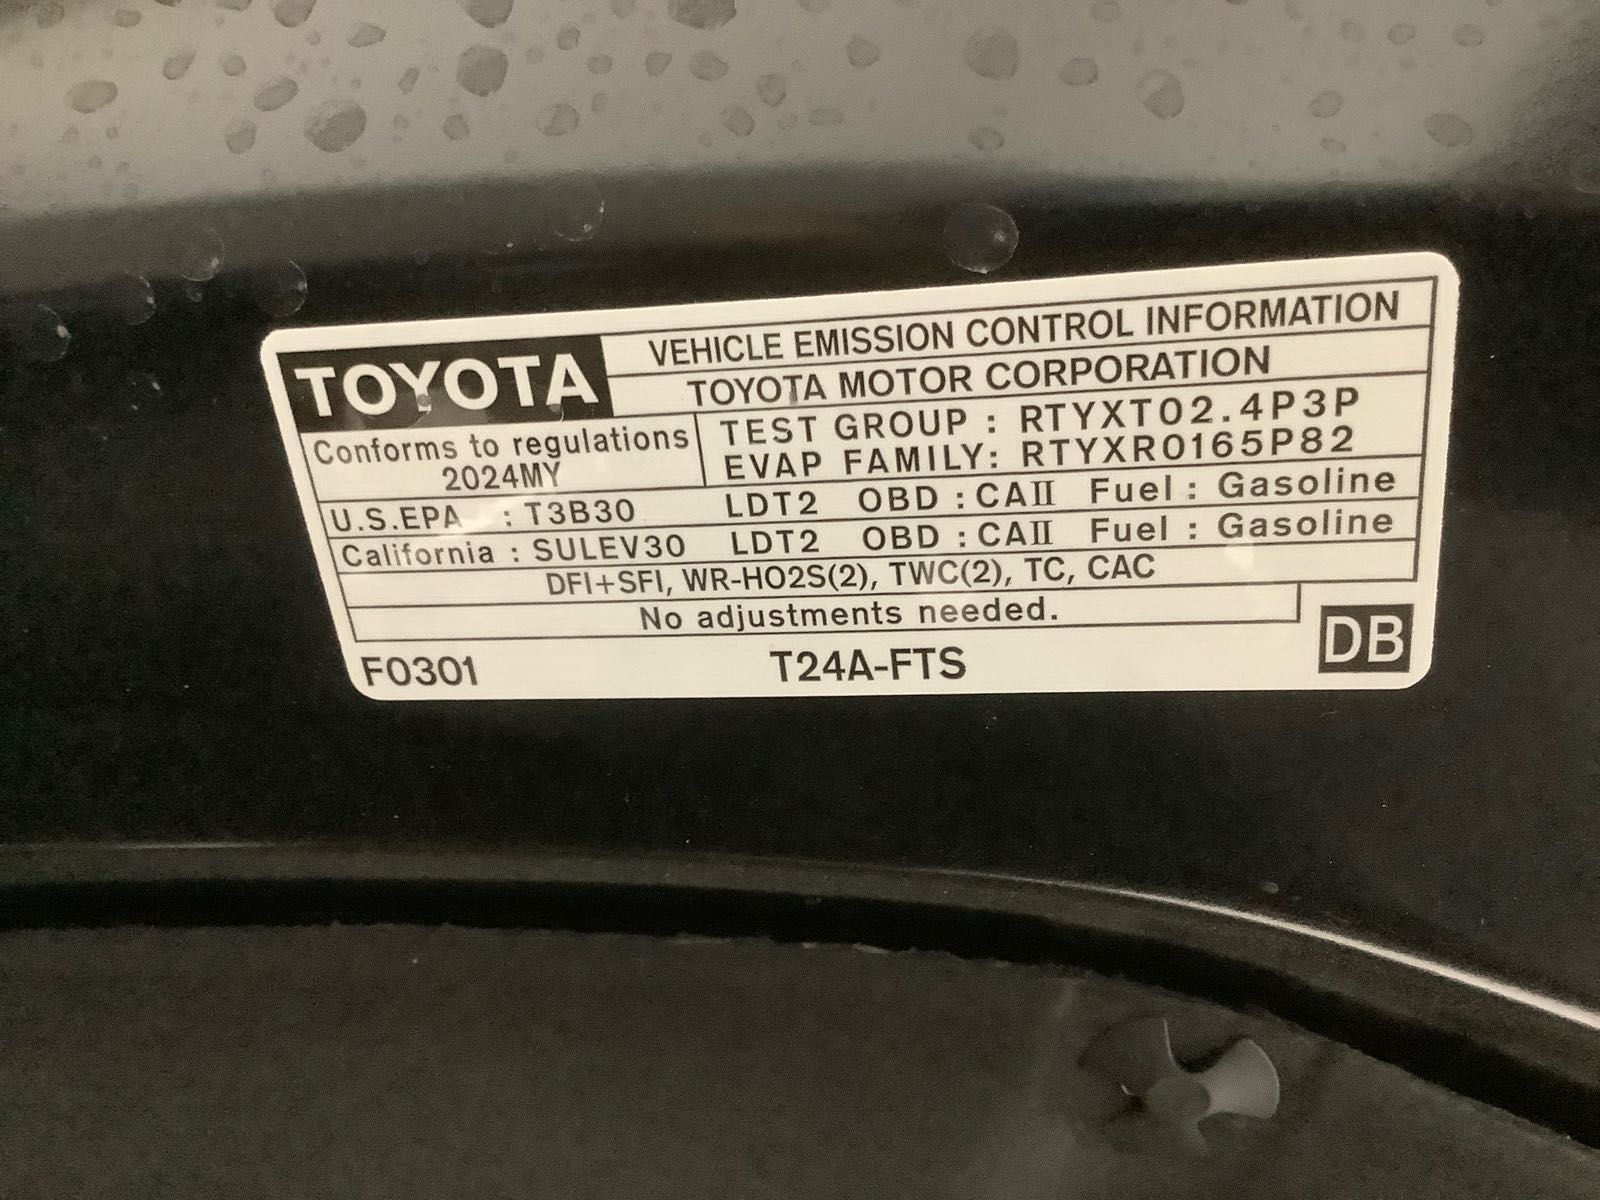 TOYOTA
VEHICLE EMISSION CONTROL INFORMATION
TOYOTA MOTOR CORPORATION
Conforms to regulations
2024MY
TEST GROUP : RTYXT02.4P3P
EVAP FAMILY: RTYXR0165P82
U.S.EPA : T3B30 LDT2 OBD : CAII Fuel : Gasoline
California : SULEV30 LDT2 OBD : CAII Fuel : Gasoline
DFI+SFI, WR-HO2S(2), TWC(2), TC, CAC
No adjustments needed.
F0301 T24A-FTS DB